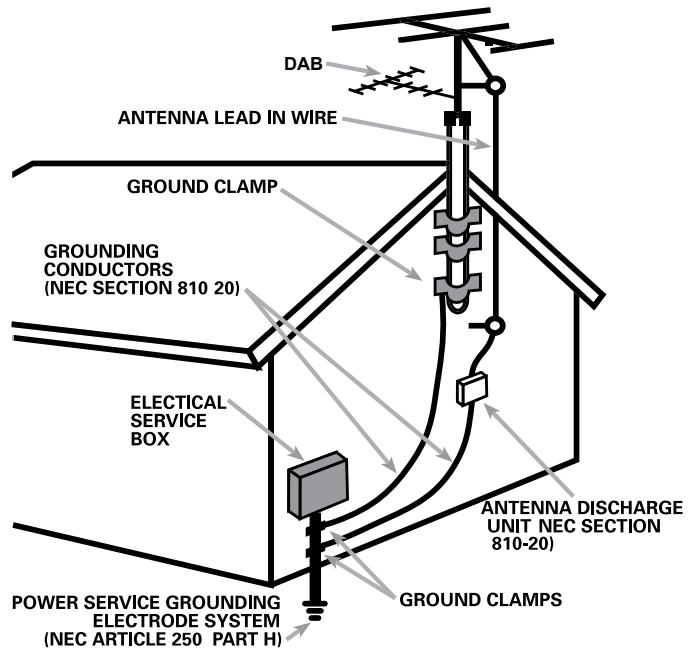 DAB
ANTENNA LEAD IN WIRE
GROUND CLAMP
GROUNDING
CONDUCTORS
(NEC SECTION 810 20)
ELECTICAL
SERVICE
BOX
ANTENNA DISCHARGE
UNIT NEC SECTION
810-20)
GROUND CLAMPS
POWER SERVICE GROUNDING
ELECTRODE SYSTEM
(NEC ARTICLE 250 PART H)